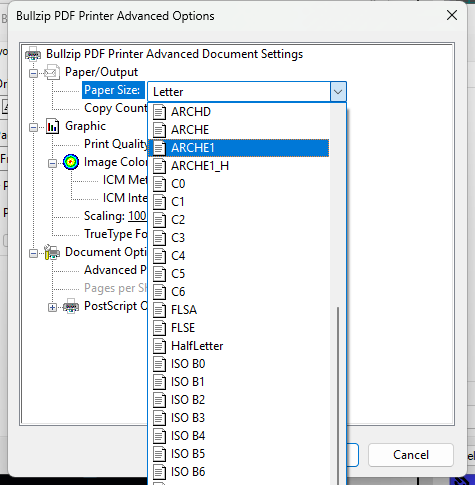 Bullzip PDF Printer Advanced Options
Bullzip PDF Printer Advanced Document Settings
Paper/Output
Paper Size: Letter
Copy Count
ARCHD
ARCHE
Graphic
Print Quality
ARCHE1
Image Color
ARCHE1_H
ICM Met
C0
ICM Inte
C1
Scaling: 100
C2
TrueType Fo
C3
Document Opti
C4
Advanced P
C5
Pages per Sh
C6
PostScript O
FLSA
FLSE
HalfLetter
ISO B0
ISO B1
ISO B2
ISO B3
ISO B4
ISO B5
ISO B6
Cancel